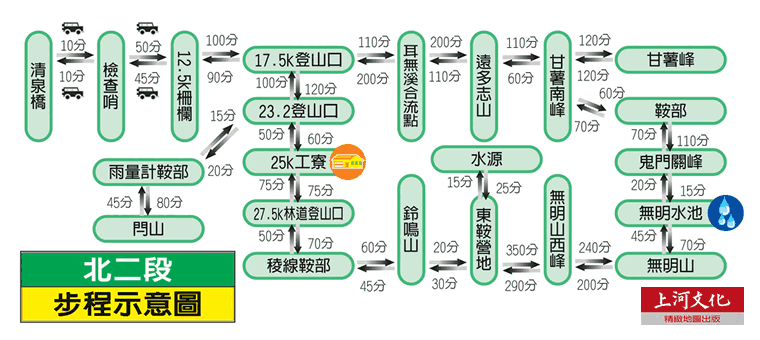 清泉橋
10分
10分
檢查哨
50分
45分
12.5k柵欄
100分
90分
17.5k登山口
110分
200分
耳無溪合流點
200分
110分
遠多志山
110分
60分
甘薯南峰
120分
120分
甘薯峰
100分
120分
60分
70分
15分
20分
23.2登山口
鞍部
50分
60分
70分
110分
雨量計鞍部
25k工寮
水源
鬼門關峰
45分
80分
75分
75分
15分
25分
20分
15分
門山
27.5k林道登山口
鈴鳴山
東鞍營地
無明山西峰
無明水池
50分
70分
45分
70分
稜線鞍部
60分
45分
20分
30分
350分
290分
240分
200分
無明山
北二段
步程示意圖
上河文化
精緻地圖出版